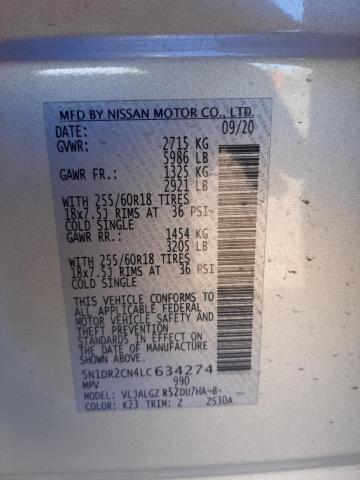 MFD BY NISSAN MOTOR CO., LTD.
DATE: 09/20
GVWR: 2715 KG
5986 LB
GAWR FR.: 1325 KG
2921 LB
WITH 255/60R18 TIRES
18x7.5J RIMS AT 36 PSI
COLD SINGLE
GAWR RR.: 1454 KG
3205 LB
WITH 255/60R18 TIRES
18x7.5J RIMS AT 36 PSI
COLD SINGLE
THIS VEHICLE CONFORMS TO
ALL APPLICABLE FEDERAL
MOTOR VEHICLE SAFETY
AND THEFT PREVENTION
STANDARDS IN EFFECT ON
THE DATE OF MANUFACTURE
SHOWN ABOVE.
5N1DR2CN4LC634274
MPV 990
MODEL: VLJALGZ R52DU7HA-B-
COLOR: K23 TRIM: Z 2530A